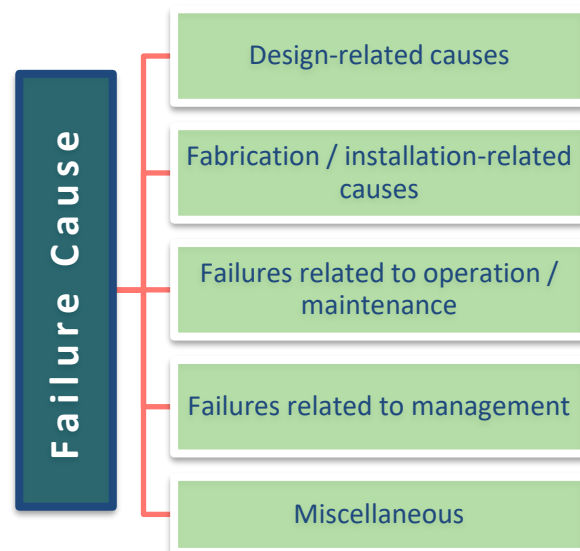 Failure Cause
Design-related causes
Fabrication / installation-related
causes
Failures related to operation /
maintenance
Failures related to management
Miscellaneous